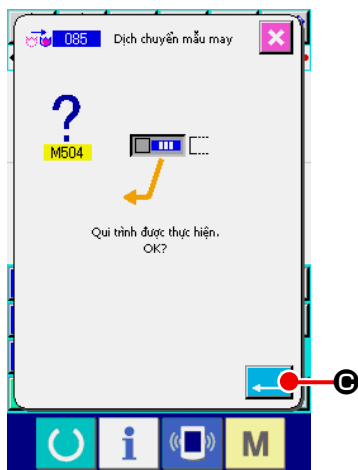 085 Dịch chuyển mẫu may
?
M504
Qui trình được thực hiện.
OK?
C
i
M